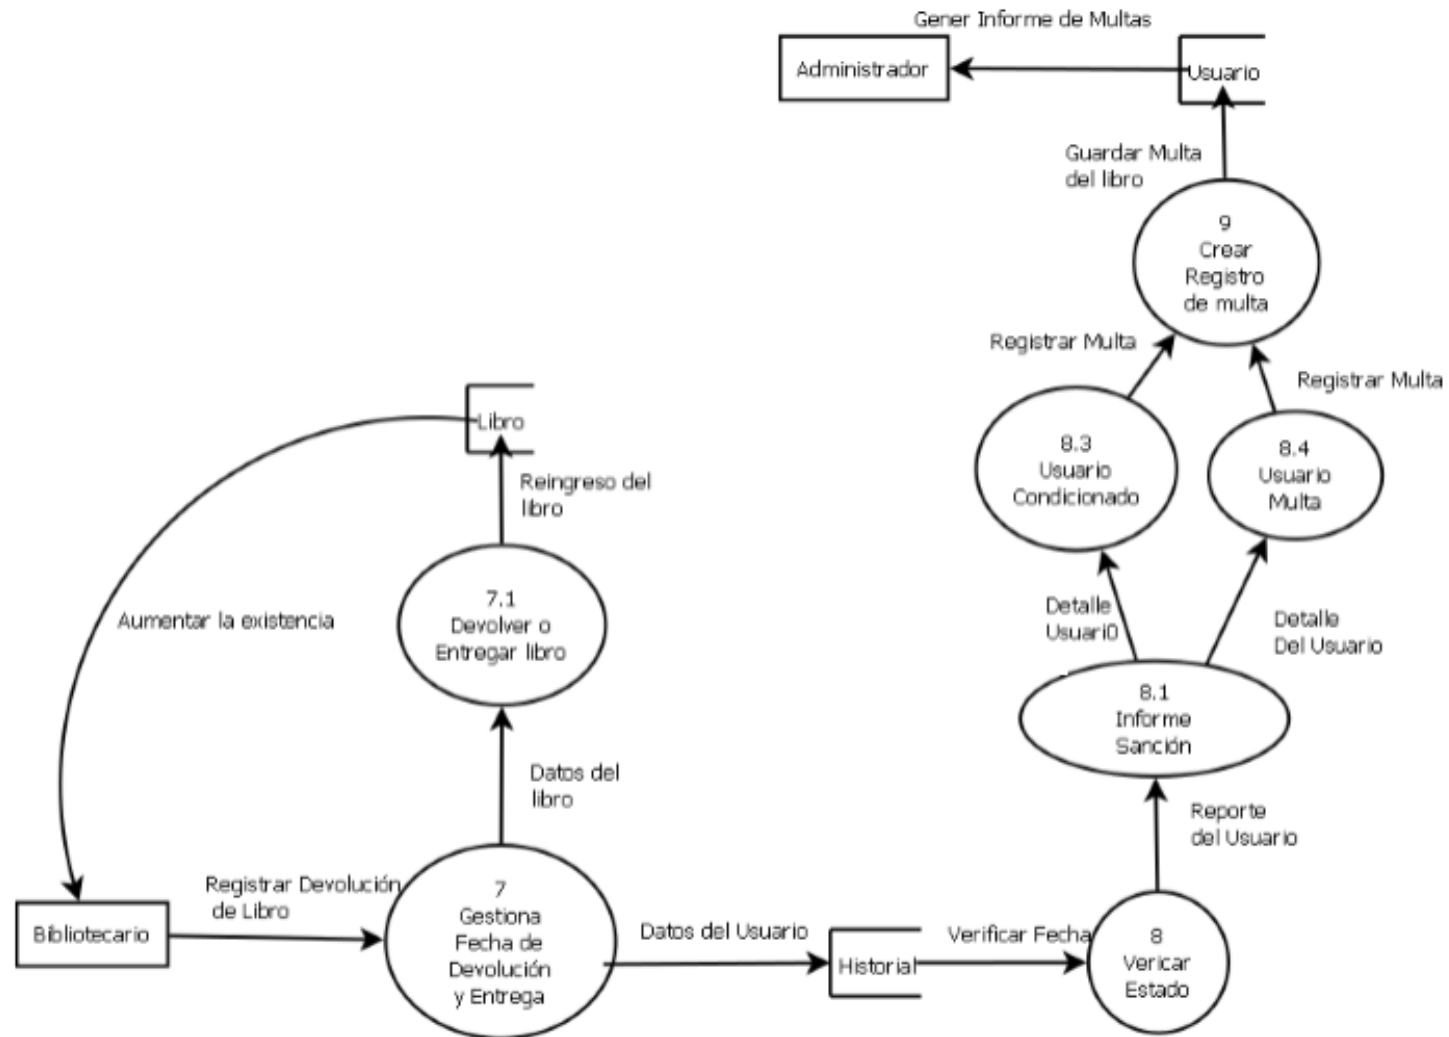 Gener Informe de Multas
Administrador
Usuario
Guardar Multa
del libro
9
Crear
Registro
de multa
Registrar Multa
Registrar Multa
Libro
8.3
Usuario
Condicionado
8.4
Usuario
Multa
Reingreso del
libro
Aumentar la existencia
7.1
Devolver o
Entregar libro
Detalle
Usuari0
Detalle
Del Usuario
8.1
Informe
Sanción
Datos del
libro
Reporte
del Usuario
Registrar Devolución
de Libro
Bibliotecario
7
Gestiona
Fecha de
Devolución
y Entrega
Datos del Usuario
Historial
Verificar Fecha
8
Vericar
Estado